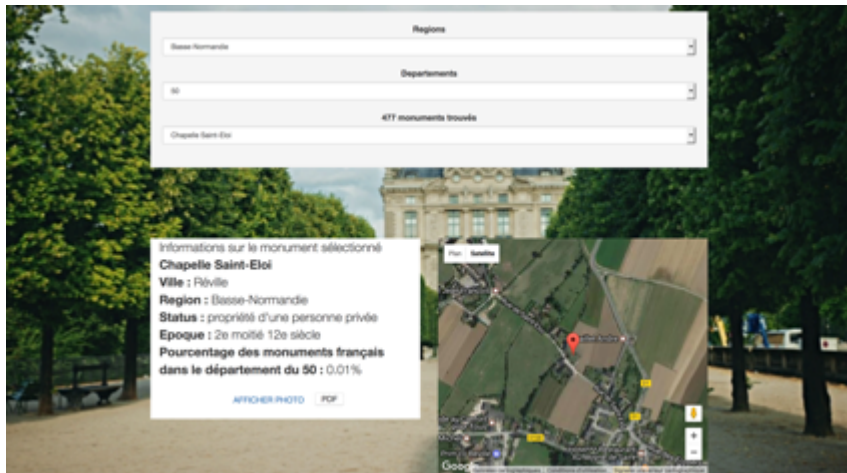 Regions
Basse-Normandie
Departements
50
477 monuments trouvés
Chapelle Saint-Eloi
Informations sur le monument sélectionné
Chapelle Saint-Eloi
Ville : Réville
Region : Basse-Normandie
Status : propriété d'une personne privée
Epoque : 2e moitié 12e siècle
Pourcentage des monuments français
dans le département du 50 : 0.01%
AFFICHER PHOTO PDF
Plan Satellite
Goog